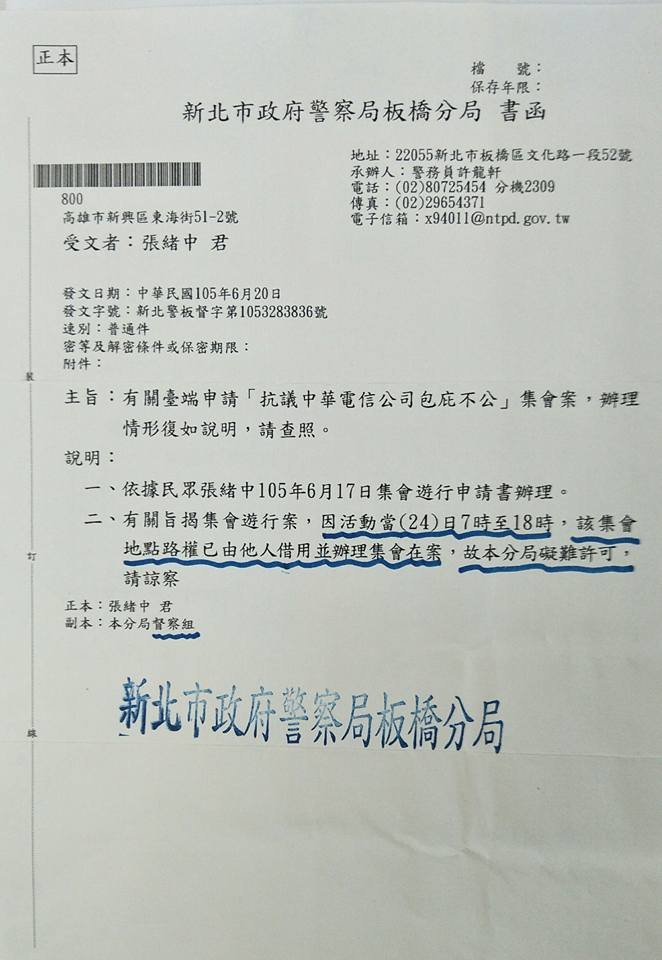 正本
檔　　號：
保存年限：
新北市政府警察局板橋分局 書函
地址：22055新北市板橋區文化路一段52號
承辦人：警務員許龍軒
電話：(02)80725454 分機2309
傳真：(02)29654371
電子信箱：x94011@ntpd.gov.tw
800
高雄市新興區東海街51-2號
受文者：張緒中 君
發文日期：中華民國105年6月20日
發文字號：新北警板督字第1053283836號
速別：普通件
密等及解密條件或保密期限：
附件：
裝
主旨：有關臺端申請「抗議中華電信公司包庇不公」集會案，辦理
情形復如說明，請查照。
說明：
一、依據民眾張緒中105年6月17日集會遊行申請書辦理。
二、有關旨揭集會遊行案，因活動當(24)日7時至18時，該集會
地點路權已由他人借用並辦理集會在案，故本分局礙難許可，
訂
請諒察
正本：張緒中 君
副本：本分局督察組
新北市政府警察局板橋分局
線